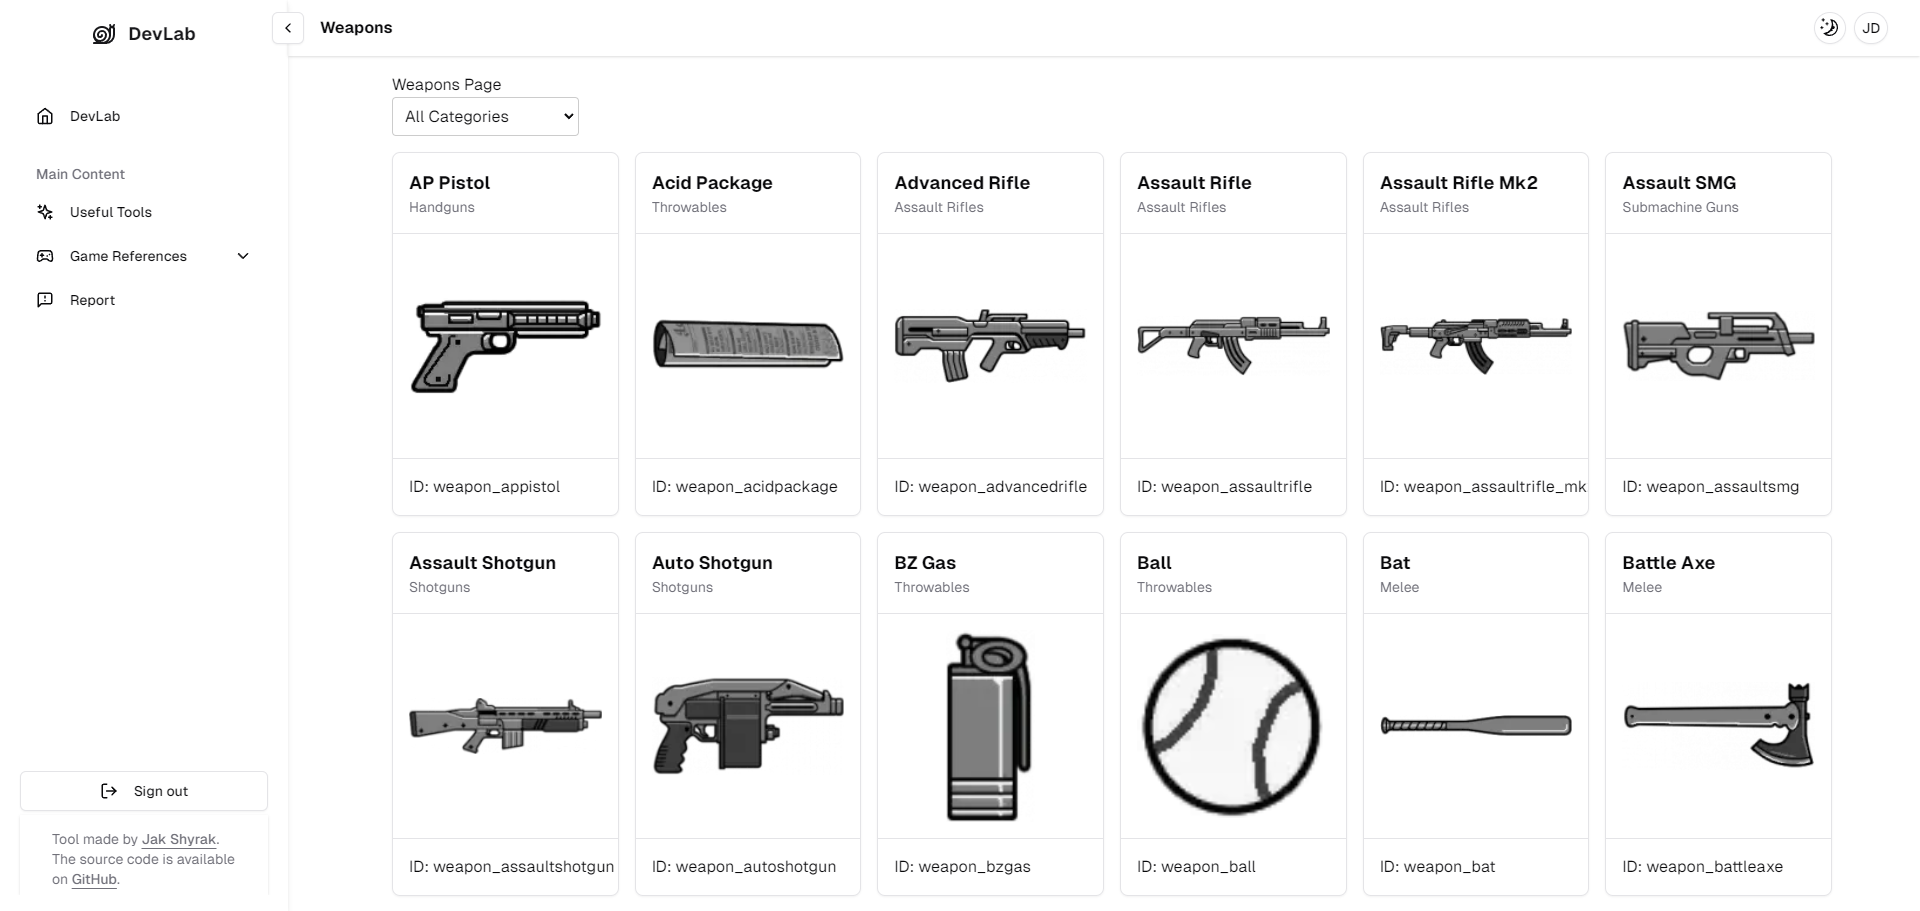 DevLab
Weapons
JD
DevLab
Main Content
Useful Tools
Game References
Report
Sign out
Tool made by Jak Shyrak.
The source code is available
on GitHub.
Weapons Page
All Categories
AP Pistol
Handguns
ID: weapon_appistol
Acid Package
Throwables
ID: weapon_acidpackage
Advanced Rifle
Assault Rifles
ID: weapon_advancedrifle
Assault Rifle
Assault Rifles
ID: weapon_assaultrifle
Assault Rifle Mk2
Assault Rifles
ID: weapon_assaultrifle_mk
Assault SMG
Submachine Guns
ID: weapon_assaultsmg
Assault Shotgun
Shotguns
ID: weapon_assaultshotgun
Auto Shotgun
Shotguns
ID: weapon_autoshotgun
BZ Gas
Throwables
ID: weapon_bzgas
Ball
Throwables
ID: weapon_ball
Bat
Melee
ID: weapon_bat
Battle Axe
Melee
ID: weapon_battleaxe